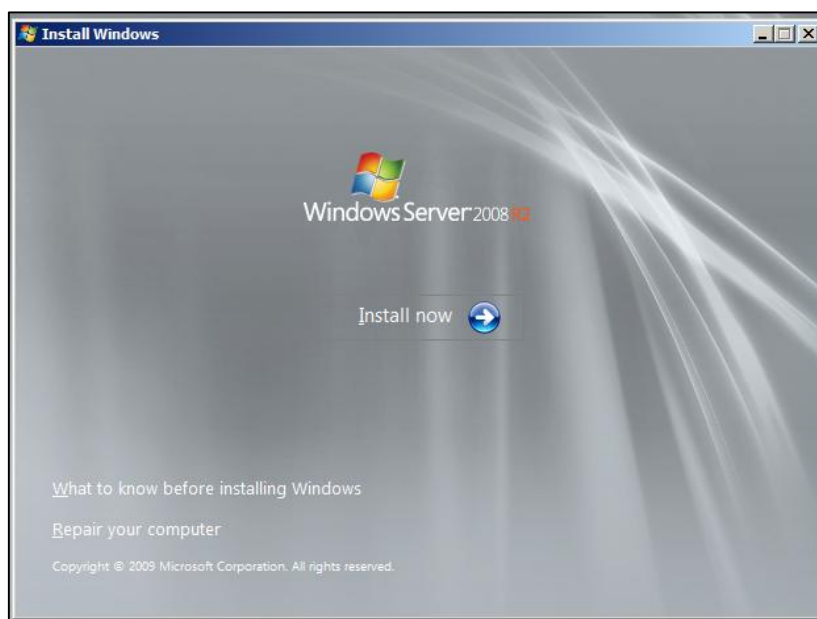 Install Windows
Windows Server 2008 R2
Install now
What to know before installing Windows
Repair your computer
Copyright © 2009 Microsoft Corporation. All rights reserved.